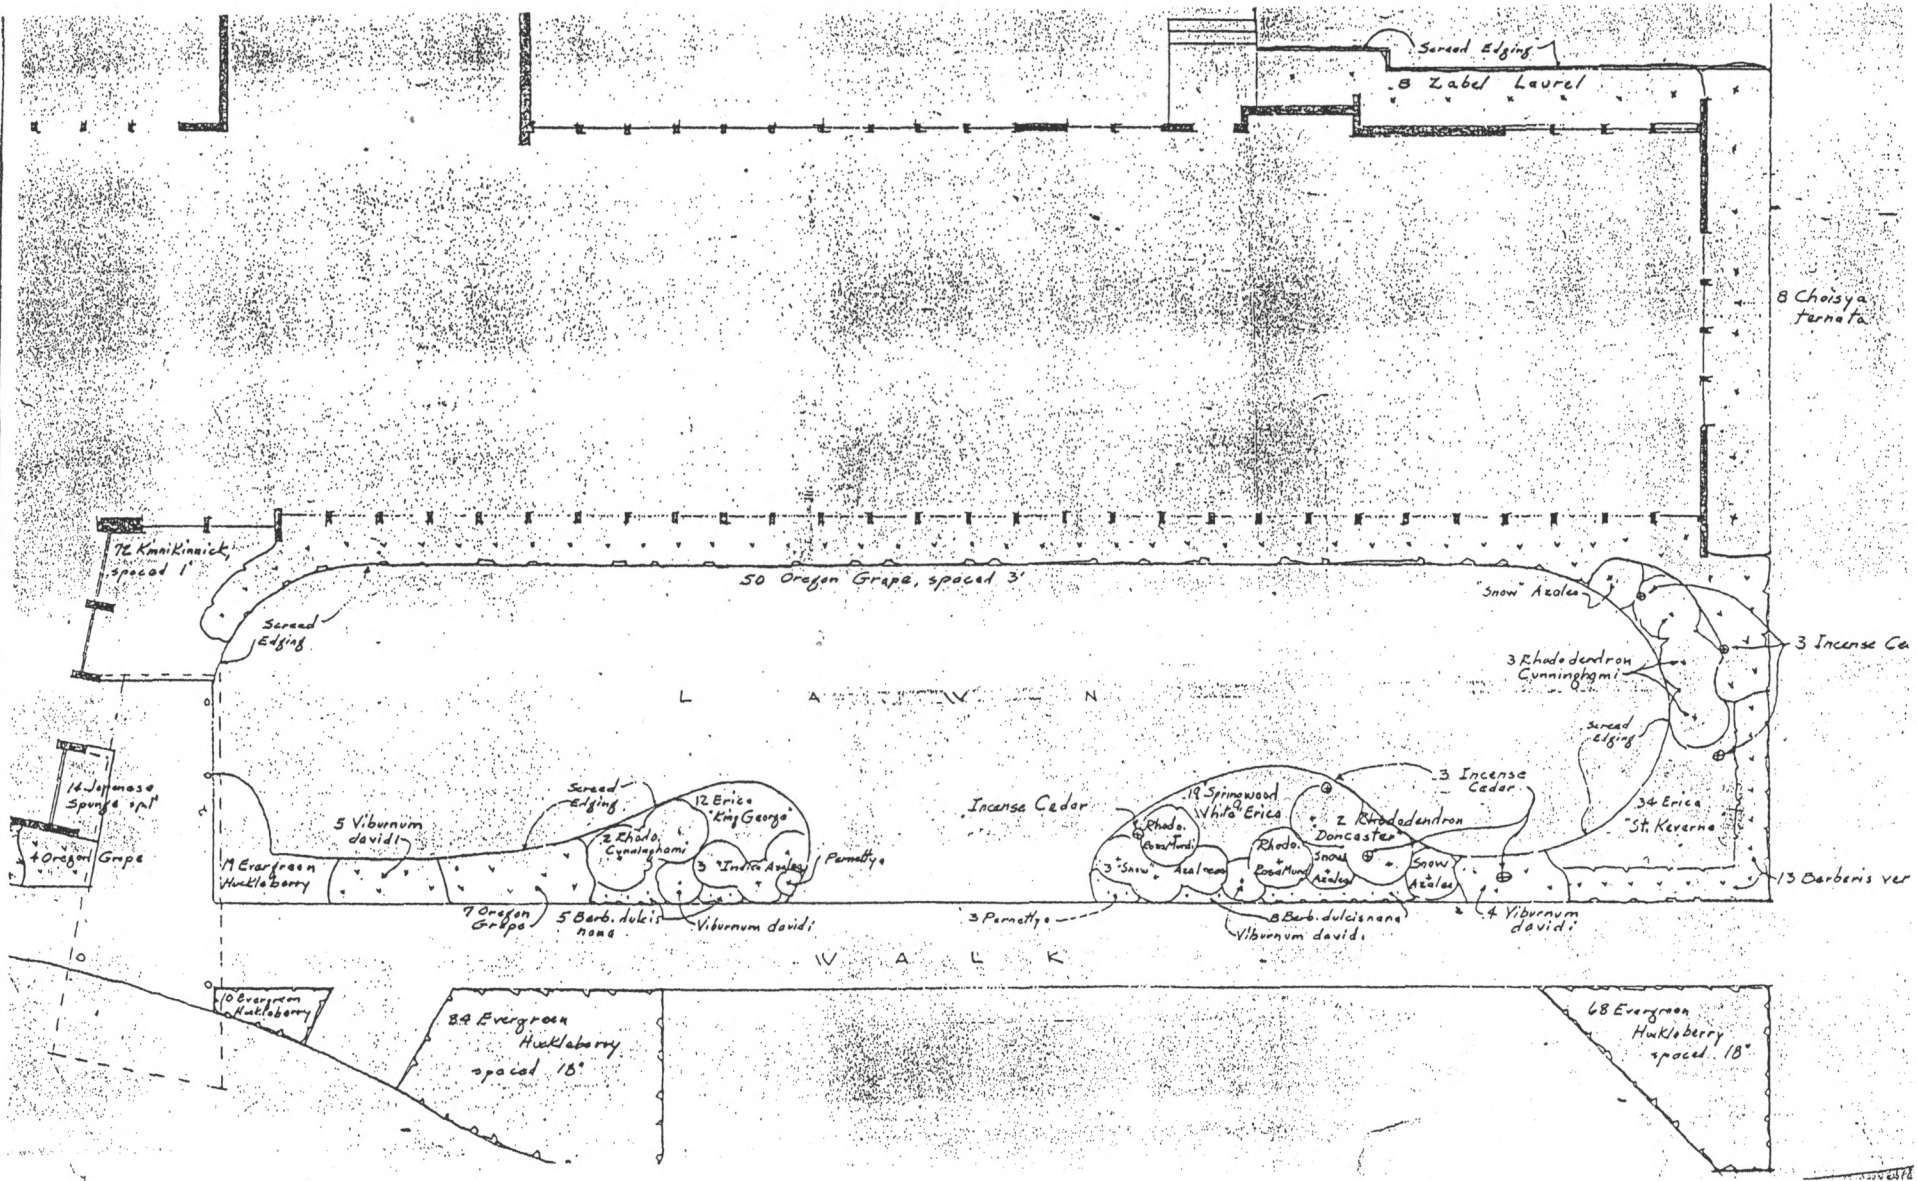 Screed Edging
8 Zabel Laurel
8 Choisya
ternata
72 Kinnikinnick,
spaced 1'
50 Oregon Grape, spaced 3'
"Snow" Azalea
Screed
Edging
3 Incense Ce
3 Rhododendron
Cunninghami
LAWN
Screed
Edging
14 Japanese
Spurge
4 Oregon Grape
Screed
Edging
5 Viburnum
davidi
12 Erica
"King George"
2 Rhodo.
Cunninghami
3 "Indica Azalea
Pernettya
Evergreen
Huckleberry
7 Oregon
Grape
5 Berb. dulcis
nana
Viburnum davidi
Incense Cedar
19 Springwood
White Erica
3 Incense
Cedar
2 Rhododendron
Doncaster"
Rhodo.
Rosa Mundi
3 "Snow"
Azaleas
Rhodo.
Rosa Mund
Snow
Azalea
Snow
Azalea
34 Erica
"St. Keverne
3 Pernettya
8 Berb. dulcis nana
Viburnum davidi
4 Viburnum
davidi
13 Berberis ver
WALK
10 Evergreen
Huckleberry
84 Evergreen
Huckleberry
spaced 18"
68 Evergreen
Huckleberry
spaced 18"